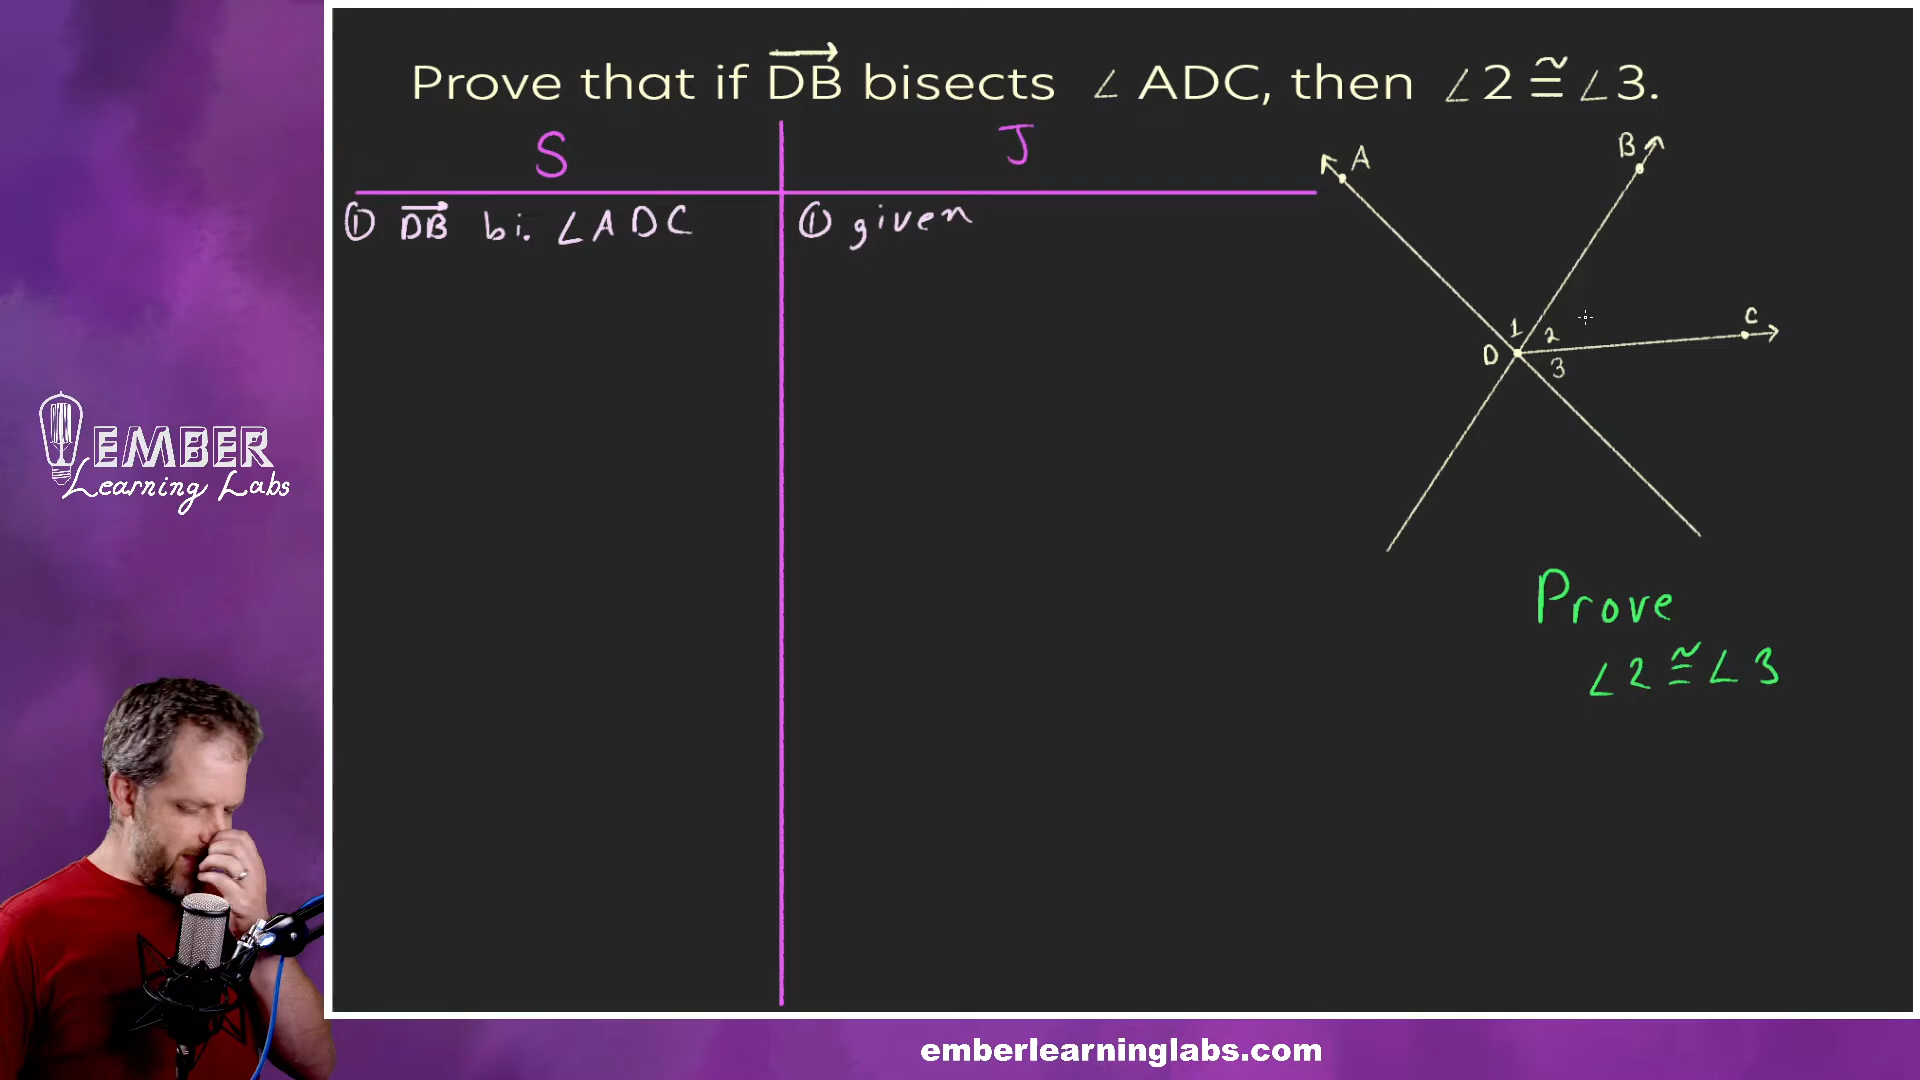 Prove that if DB bisects ∠ADC, then ∠2 ≅ ∠3.
S
J
① DB bi. ∠ADC
① given
A
B
C
1
2
D
3
Prove
∠2 ≅ ∠3
EMBER
Learning Labs
emberlearninglabs.com